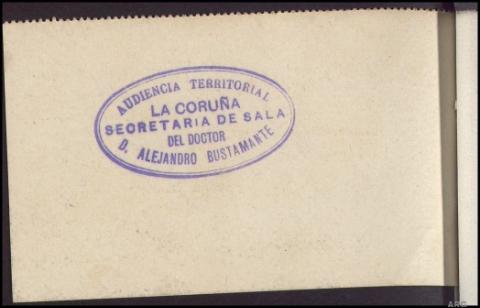 AUDIENCIA TERRITORIAL
LA CORUÑA
SECRETARIA DE SALA
DEL DOCTOR
D. ALEJANDRO BUSTAMANTE